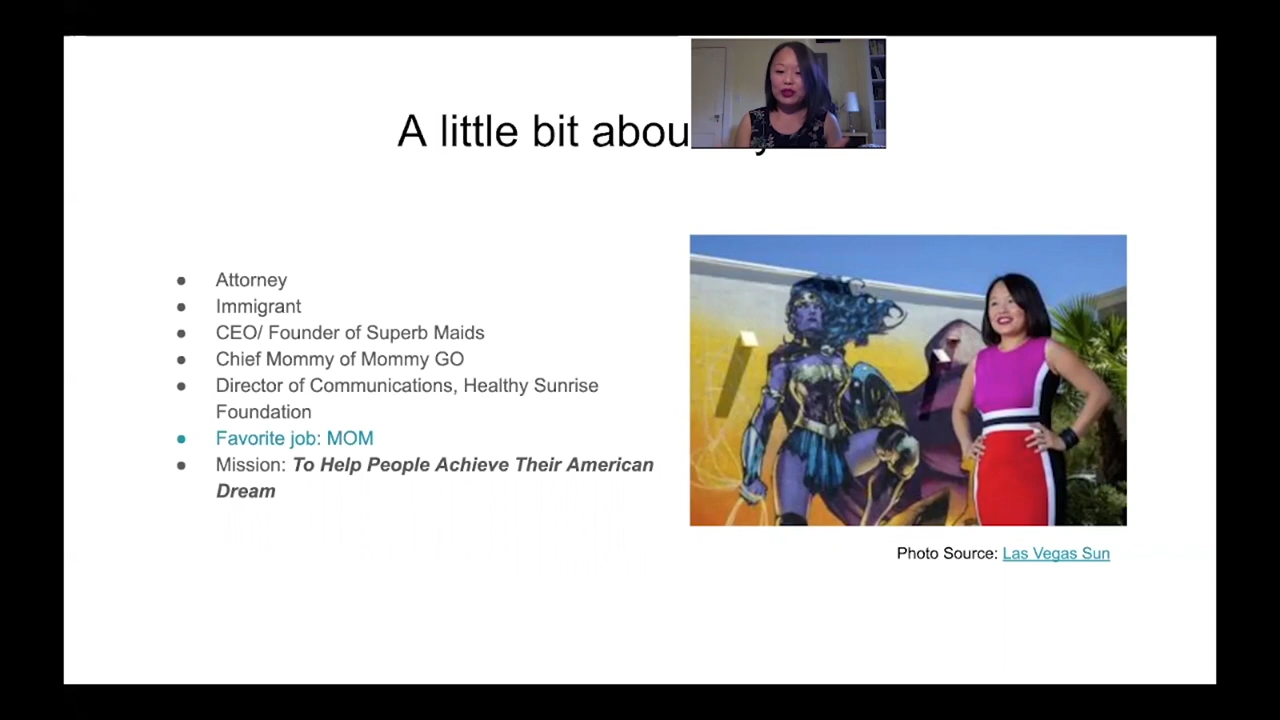 A little bit abou
Attorney
Immigrant
CEO/ Founder of Superb Maids
Chief Mommy of Mommy GO
Director of Communications, Healthy Sunrise
Foundation
Favorite job: MOM
Mission: To Help People Achieve Their American
Dream
Photo Source: Las Vegas Sun